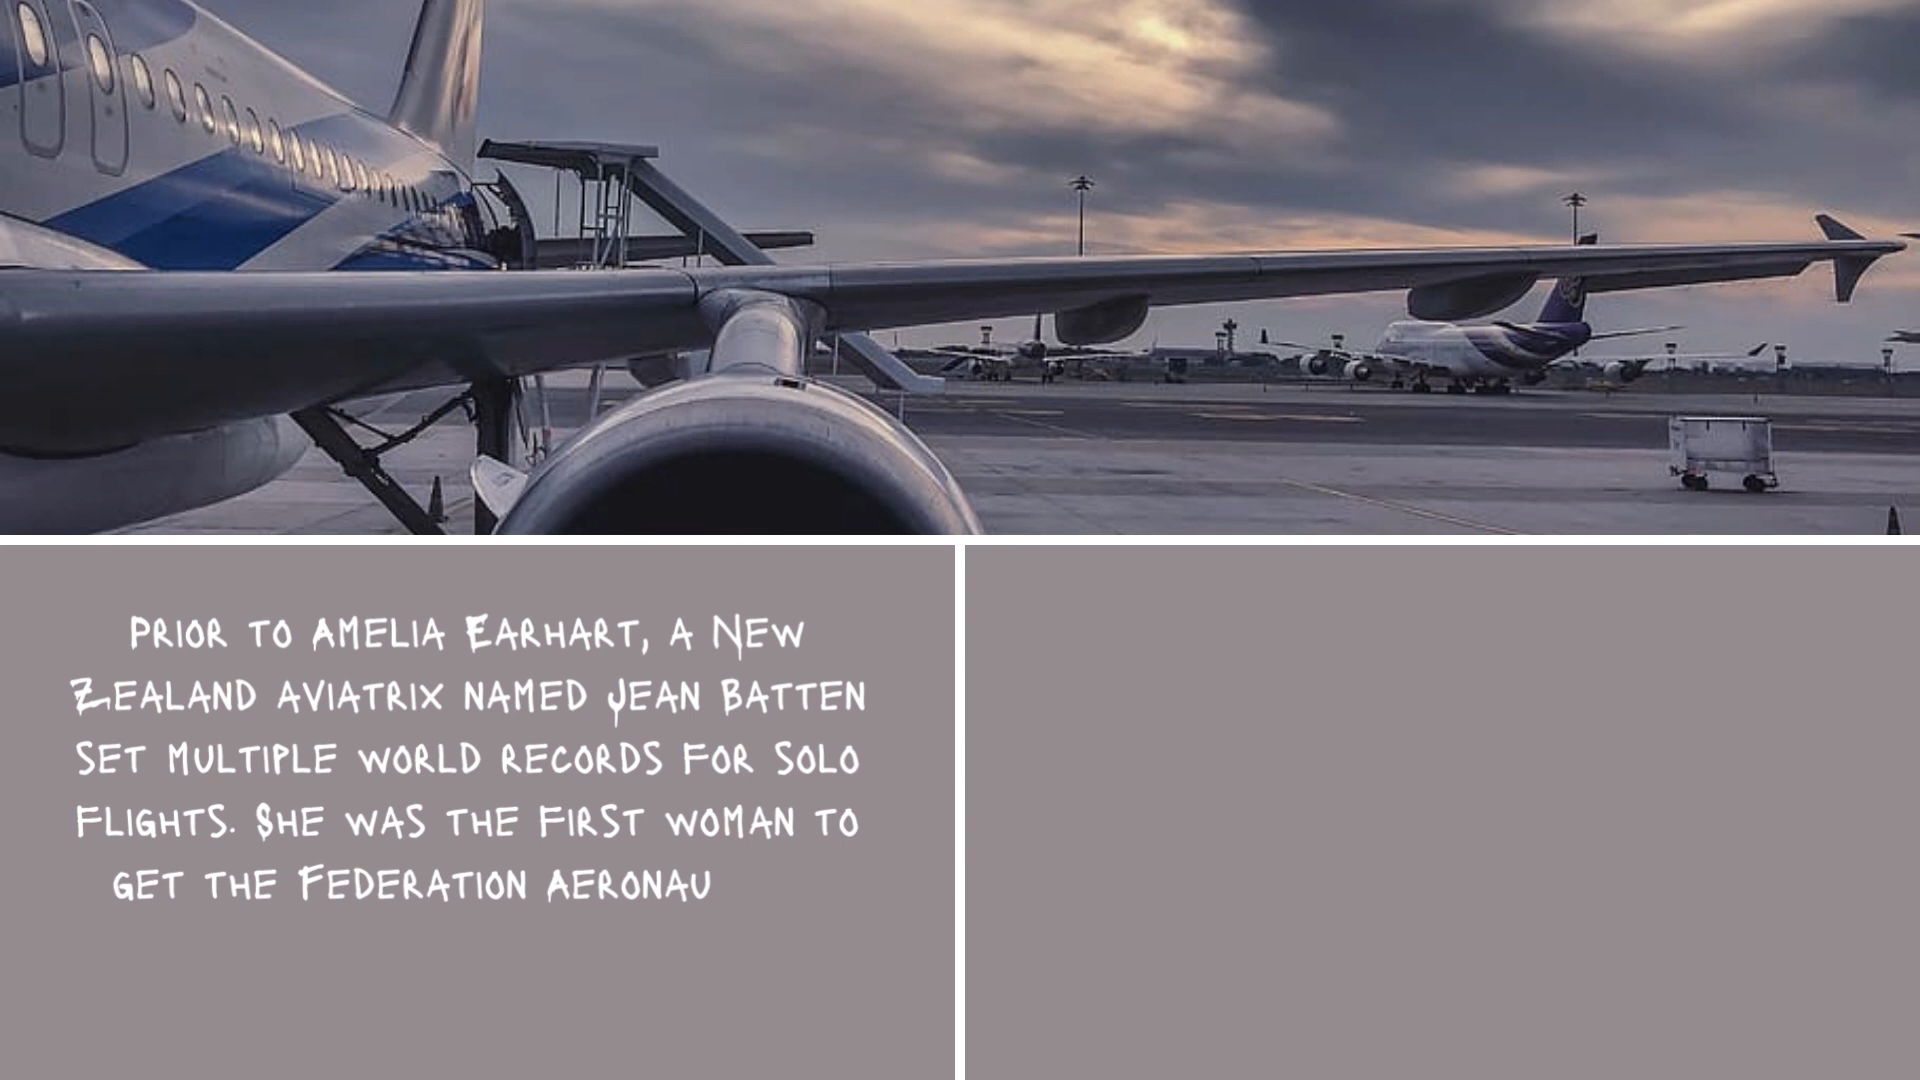 Prior to Amelia Earhart, a New
Zealand aviatrix named Jean Batten
set multiple world records for solo
flights. She was the first woman to
get the Federation Aeronau